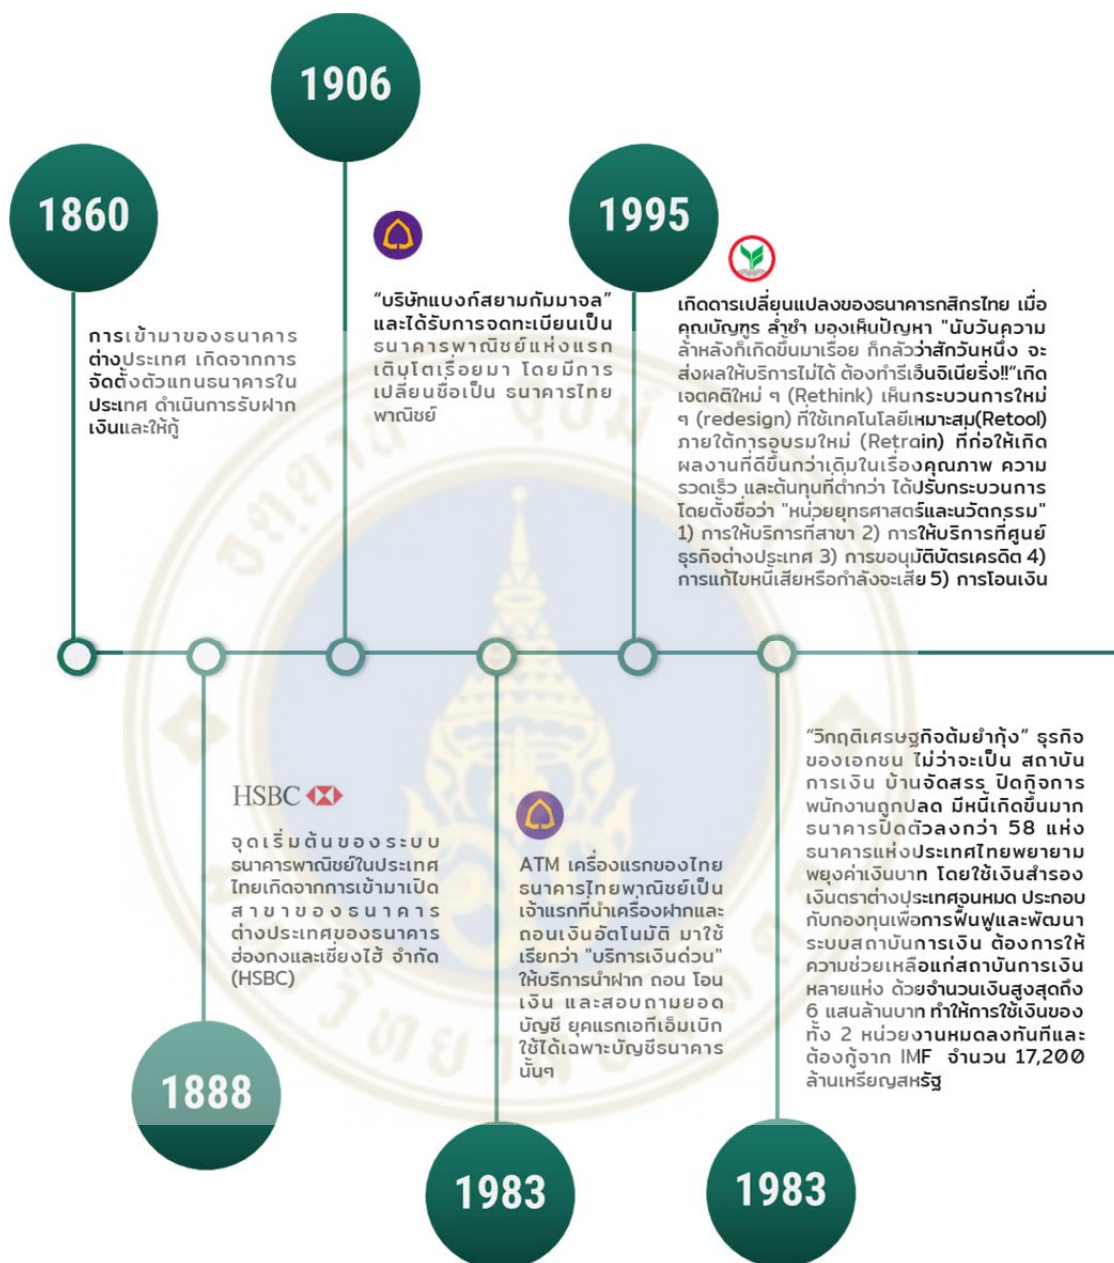 1906
1860
1995
การเข้ามาของธนาคาร
ต่างประเทศ เกิดจากการ
จัดตั้งตัวแทนธนาคารใน
ประเทศ ดำเนินการรับฝาก
เงินและให้กู้
“บริษัทแบงก์สยามกัมมาจล”
และได้รับการจดทะเบียนเป็น
ธนาคารพาณิชย์แห่งแรก
เติบโตเรื่อยมา โดยมีการ
เปลี่ยนชื่อเป็น ธนาคารไทย
พาณิชย์
เกิดดารเปลี่ยนแปลงของธนาคารกสิกรไทย เมื่อ
คุณบัญฑูร ล่ำซำ มองเห็นปัญหา "นับวันความ
ล้าหลังก็เกิดขึ้นมาเรื่อย ก็กลัวว่าสักวันหนึ่ง จะ
ส่งผลให้บริการไม่ได้ ต้องทำรีเอ็นจิเนียริ่ง!!“เกิด
เจตคติใหม่ ๆ (Rethink) เห็นกระบวนการใหม่
ๆ (redesign) ที่ใช้เทคโนโลยีเหมาะสม(Retool)
ภายใต้การอบรมใหม่ (Retrain) ที่ก่อให้เกิด
ผลงานที่ดีขึ้นกว่าเดิมในเรื่องคุณภาพ ความ
รวดเร็ว และต้นทุนที่ต่ำกว่า ได้ปรับกระบวนการ
โดยตั้งชื่อว่า "หน่วยยุทธศาสตร์และนวัตกรรม"
1) การให้บริการที่สาขา 2) การให้บริการที่ศูนย์
ธุรกิจต่างประเทศ 3) การขอนุมัติบัตรเครดิต 4)
การแก้ไขหนี้เสียหรือกำลังจะเสีย 5) การโอนเงิน
HSBC
จุดเริ่มต้นของระบบ
ธนาคารพาณิชย์ในประเทศ
ไทยเกิดจากการเข้ามาเปิด
สาขาของธนาคาร
ต่างประเทศของธนาคาร
ฮ่องกงและเซี่ยงไฮ้ จำกัด
(HSBC)
1888
ATM เครื่องแรกของไทย
ธนาคารไทยพาณิชย์เป็น
เจ้าแรกที่นำเครื่องฝากและ
ถอนเงินอัตโนมัติ มาใช้
เรียกว่า "บริการเงินด่วน"
ให้บริการนำฝาก ถอน โอน
เงิน และสอบถามยอด
บัญชี ยุคแรกเอทีเอ็มเบิก
ใช้ได้เฉพาะบัญชีธนาคาร
นั้นๆ
1983
“วิกฤติเศรษฐกิจต้มยำกุ้ง” ธุรกิจ
ของเอกชน ไม่ว่าจะเป็น สถาบัน
การเงิน บ้านจัดสรร ปิดกิจการ
พนักงานถูกปลด มีหนี้เกิดขึ้นมาก
ธนาคารปิดตัวลงกว่า 58 แห่ง
ธนาคารแห่งประเทศไทยพยายาม
พยุงค่าเงินบาท โดยใช้เงินสำรอง
เงินตราต่างประเทศจนหมด ประกอบ
กับกองทุนเพื่อการฟื้นฟูและพัฒนา
ระบบสถาบันการเงิน ต้องการให้
ความช่วยเหลือแก่สถาบันการเงิน
หลายแห่ง ด้วยจำนวนเงินสูงสุดถึง
6 แสนล้านบาท ทำให้การใช้เงินของ
ทั้ง 2 หน่วยงานหมดลงทันทีและ
ต้องกู้จาก IMF จำนวน 17,200
ล้านเหรียญสหรัฐ
1983